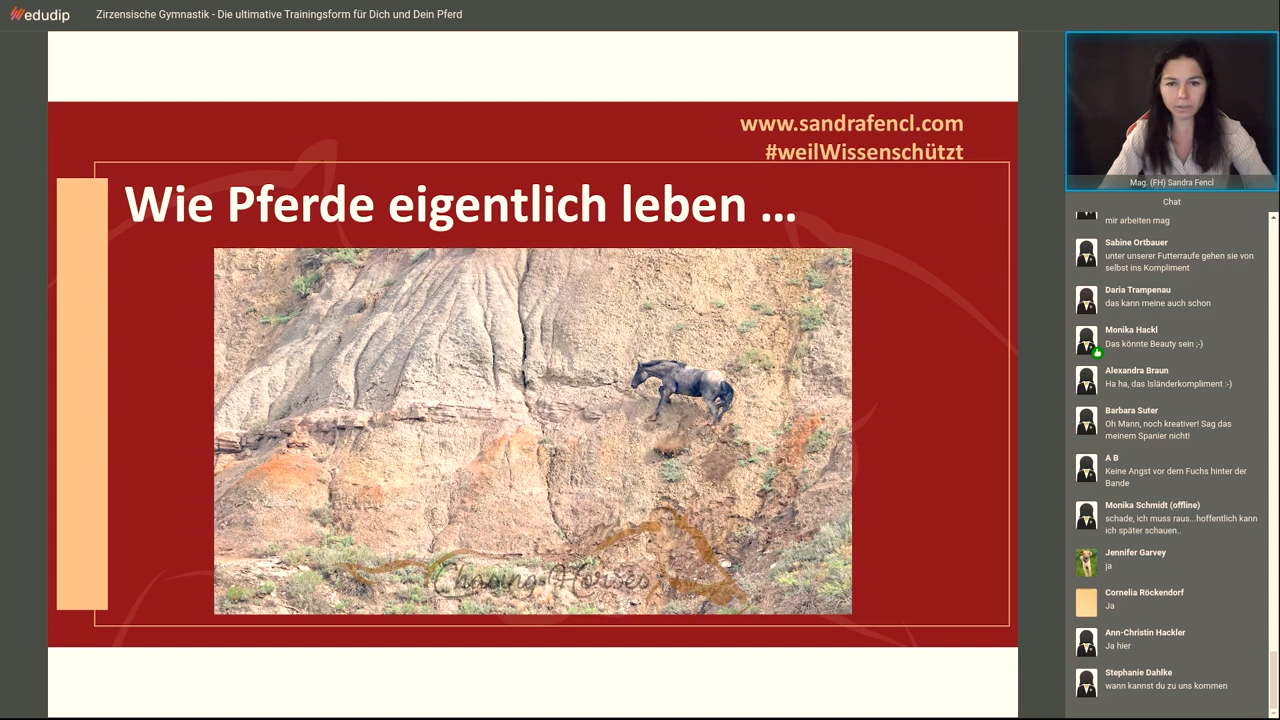 edudip
Zirzensische Gymnastik - Die ultimative Trainingsform für Dich und Dein Pferd
www.sandrafencl.com
#weilWissenschützt
Wie Pferde eigentlich leben ...
Chasing Horses
Mag. (FH) Sandra Fencl
Chat
mir arbeiten mag
Sabine Ortbauer
unter unserer Futterraufe gehen sie von
selbst ins Kompliment
Daria Trampenau
das kann meine auch schon
Monika Hackl
Das könnte Beauty sein ;-)
Alexandra Braun
Ha ha, das Isländerkompliment :-)
Barbara Suter
Oh Mann, noch kreativer! Sag das
meinem Spanier nicht!
A B
Keine Angst vor dem Fuchs hinter der
Bande
Monika Schmidt (offline)
schade, ich muss raus...hoffentlich kann
ich später schauen..
Jennifer Garvey
ja
Cornelia Röckendorf
Ja
Ann-Christin Hackler
Ja hier
Stephanie Dahlke
wann kannst du zu uns kommen